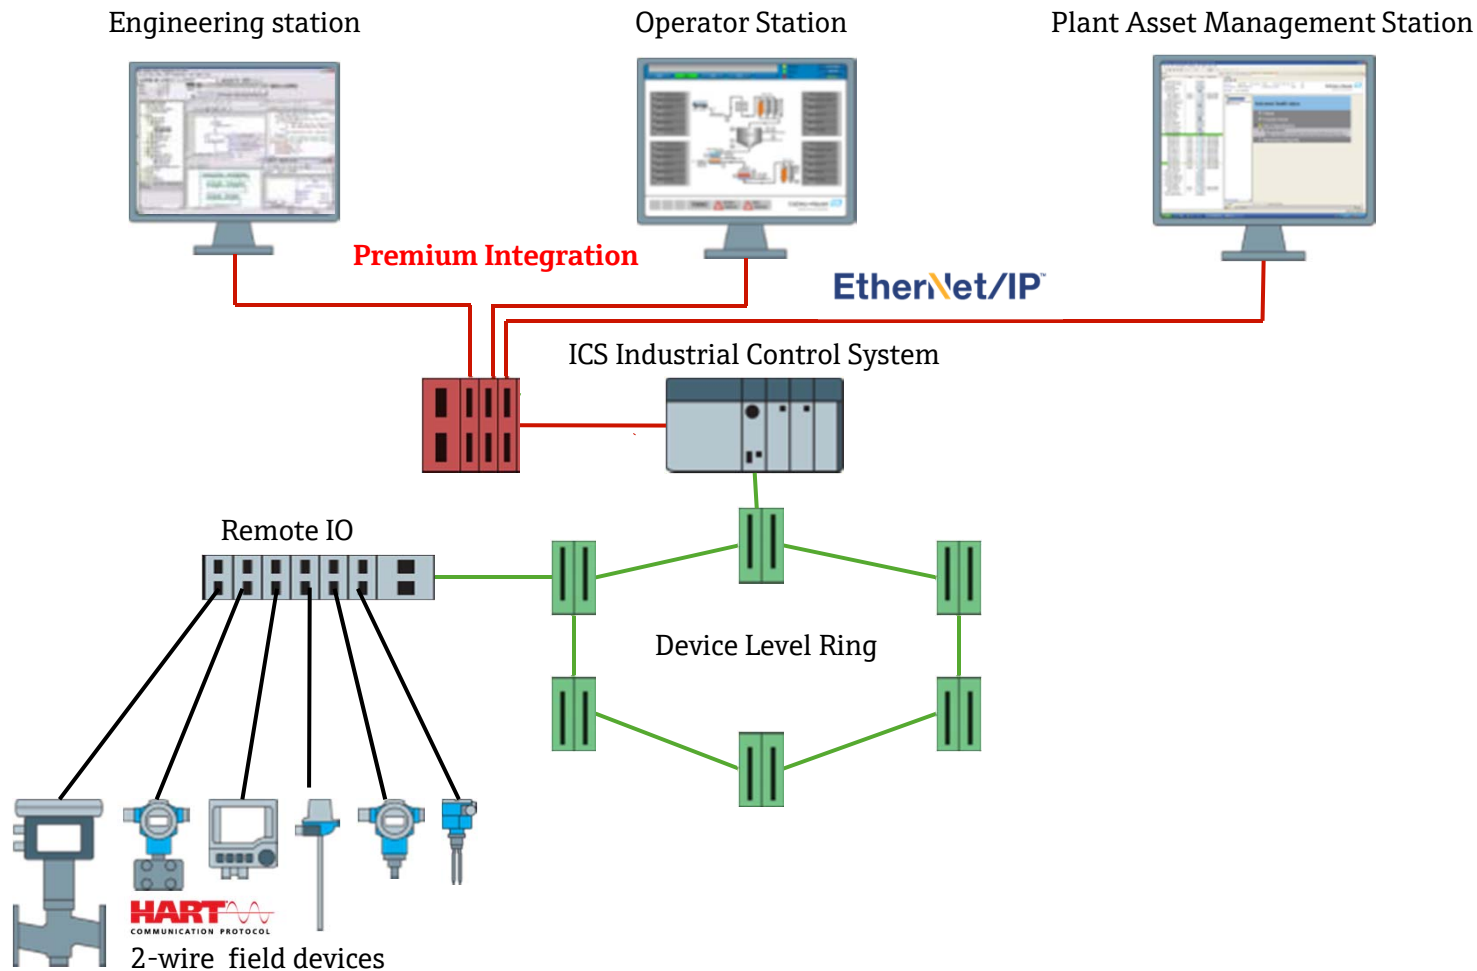 Engineering station
Operator Station
Plant Asset Management Station
Premium Integration
EtherNet/IP™
ICS Industrial Control System
Remote IO
Device Level Ring
HART
COMMUNICATION PROTOCOL
2-wire field devices